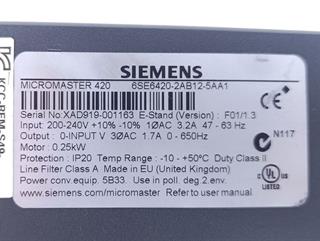 SIEMENS
MICROMASTER 420 6SE6420-2AB12-5AA1
Serial No: XAD919-001163 E-Stand (Version) : F01/1.3
Input: 200-240V +10% -10% 1ØAC 3.2A 47 - 63 Hz
Output: 0-INPUT V 3ØAC 1.7A 0 - 650Hz
Motor: 0.25kW
N117
Protection : IP20 Temp Range : -10 - +50°C Duty Class II
Line Filter Class A Made in EU (United Kingdom)
Power conv. equip. 5B33. Use in poll. deg.2 env.
www.siemens.com/micromaster Refer to user manual.
KCC-REM-S49-